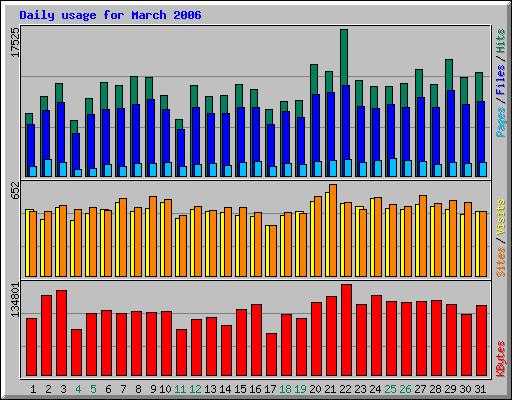 Daily usage for March 2006
17525
Pages / Files / Hits
652
Sites / Visits
134801
KBytes
1 2 3 4 5 6 7 8 9 10 11 12 13 14 15 16 17 18 19 20 21 22 23 24 25 26 27 28 29 30 31